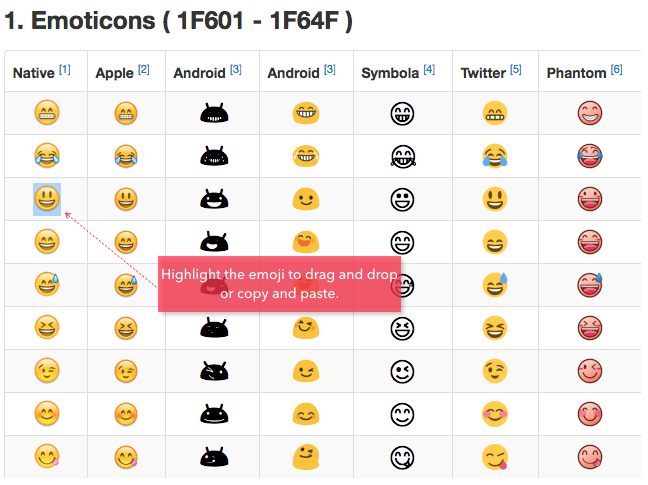 1. Emoticons ( 1F601 - 1F64F )
Native [1] Apple [2] Android [3] Android [3] Symbola [4] Twitter [5] Phantom [6]
Highlight the emoji to drag and drop
or copy and paste.